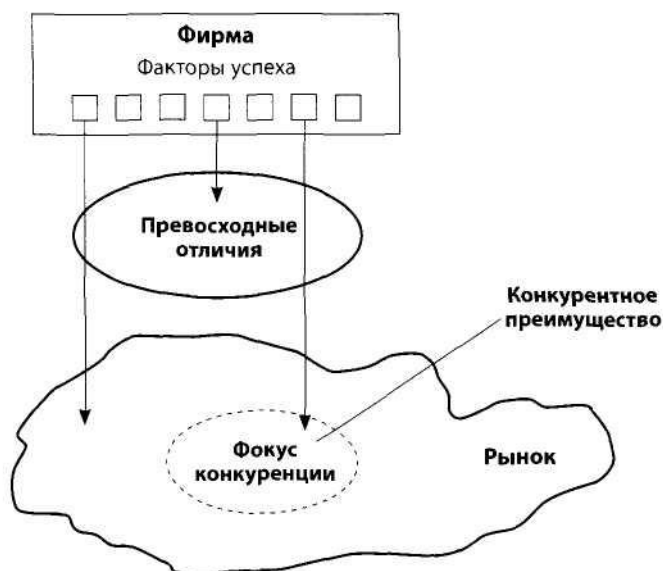 Фирма
Факторы успеха
Превосходные
отличия
Конкурентное
преимущество
Фокус
конкуренции
Рынок